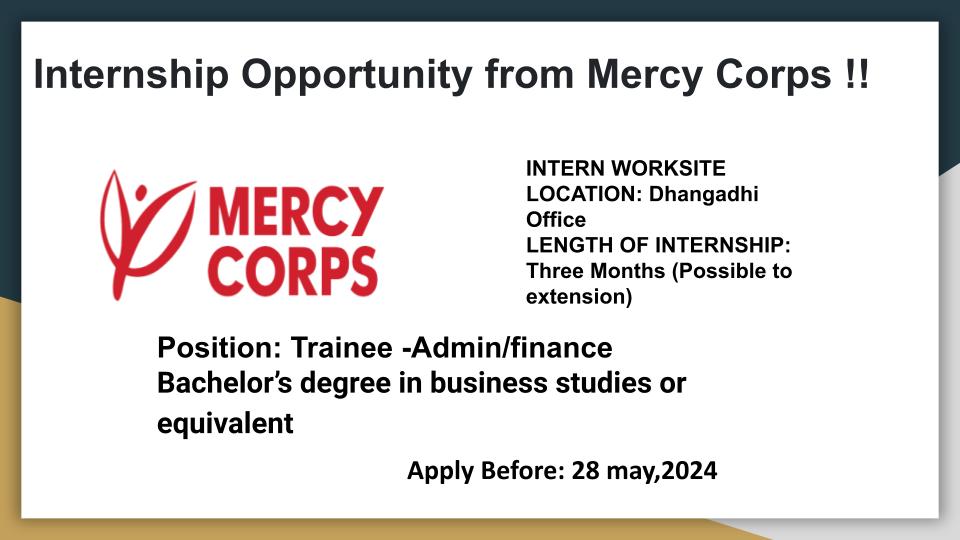 Internship Opportunity from Mercy Corps !!
MERCY
CORPS
INTERN WORKSITE
LOCATION: Dhangadhi
Office
LENGTH OF INTERNSHIP:
Three Months (Possible to
extension)
Position: Trainee -Admin/finance
Bachelor’s degree in business studies or
equivalent
Apply Before: 28 may,2024